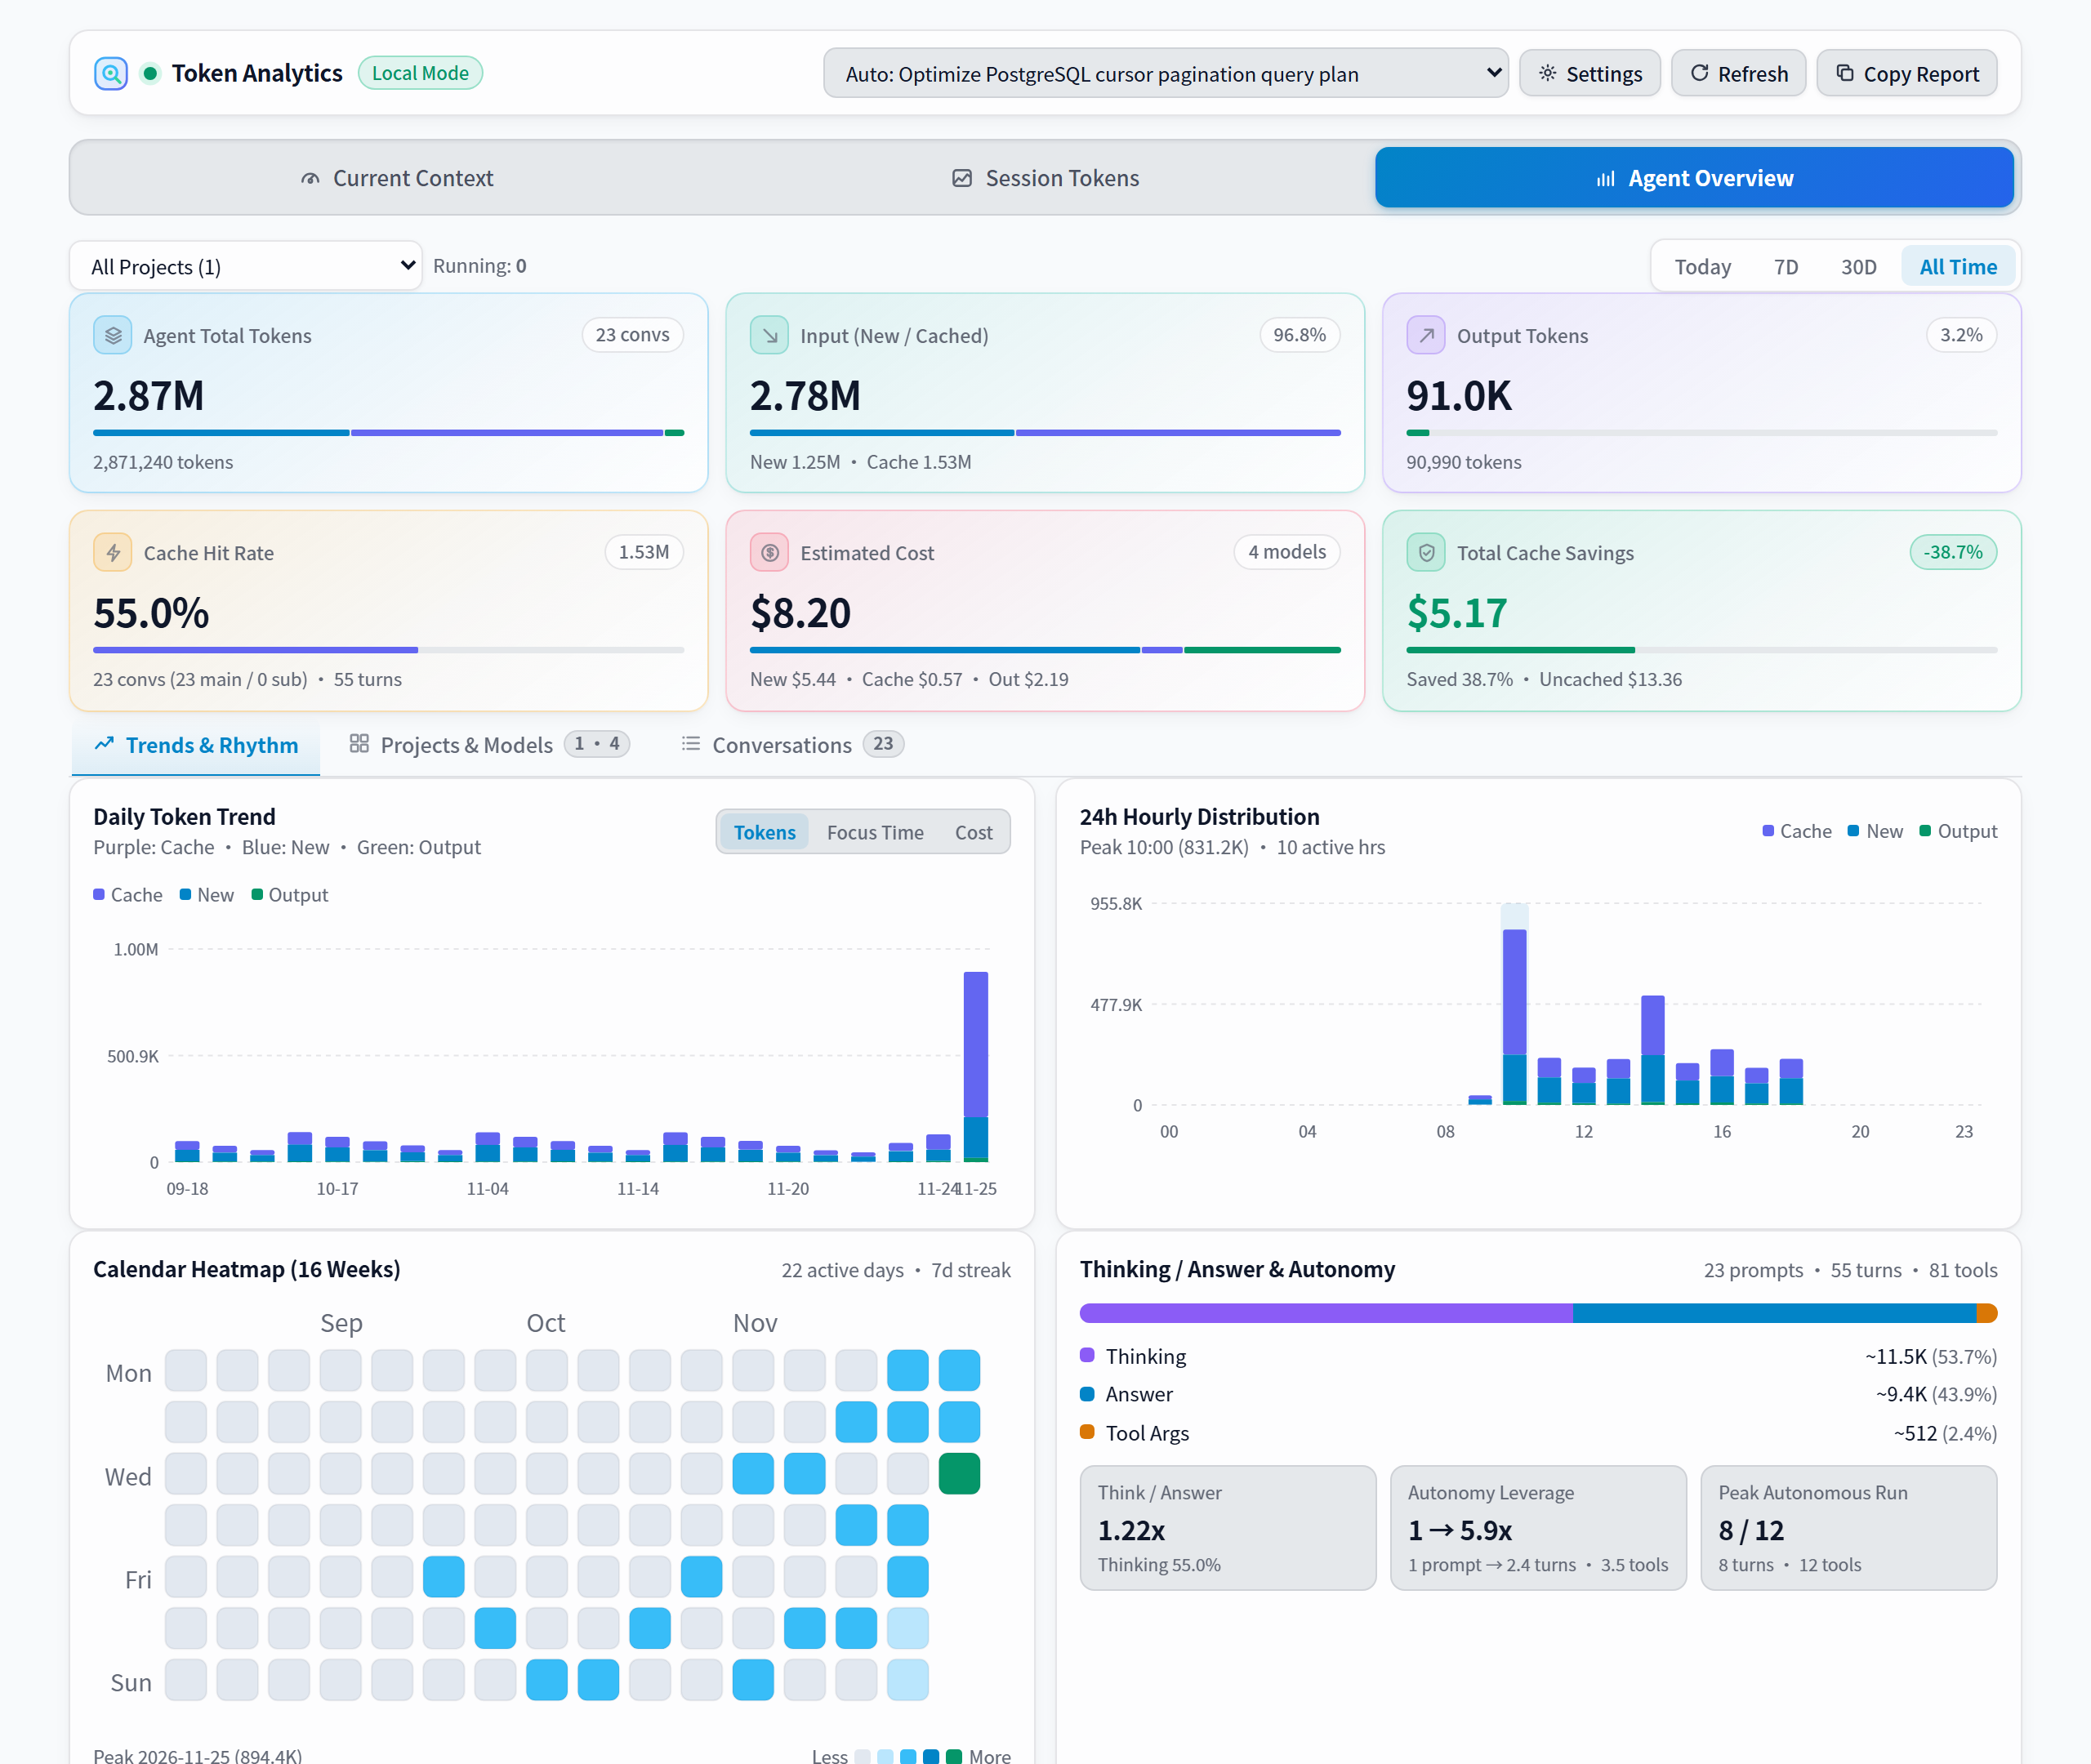 Token Analytics
Local Mode
Auto: Optimize PostgreSQL cursor pagination query plan
Settings
Refresh
Copy Report
Current Context
Session Tokens
Agent Overview
All Projects (1)
Running: 0
Today
7D
30D
All Time
Agent Total Tokens
23 convs
2.87M
2,871,240 tokens
Input (New / Cached)
96.8%
2.78M
New 1.25M • Cache 1.53M
Output Tokens
3.2%
91.0K
90,990 tokens
Cache Hit Rate
1.53M
55.0%
23 convs (23 main / 0 sub) • 55 turns
Estimated Cost
4 models
$8.20
New $5.44 • Cache $0.57 • Out $2.19
Total Cache Savings
-38.7%
$5.17
Saved 38.7% • Uncached $13.36
Trends & Rhythm
Projects & Models
1 • 4
Conversations
23
Daily Token Trend
Purple: Cache • Blue: New • Green: Output
Tokens
Focus Time
Cost
Cache
New
Output
1.00M
500.9K
0
09-18
10-17
11-04
11-14
11-20
11-24
11-25
24h Hourly Distribution
Peak 10:00 (831.2K) • 10 active hrs
Cache
New
Output
955.8K
477.9K
0
00
04
08
12
16
20
23
Calendar Heatmap (16 Weeks)
22 active days • 7d streak
Sep
Oct
Nov
Mon
Wed
Fri
Sun
Peak 2026-11-25 (894.4K)
Less
More
Thinking / Answer & Autonomy
23 prompts • 55 turns • 81 tools
Thinking
~11.5K (53.7%)
Answer
~9.4K (43.9%)
Tool Args
~512 (2.4%)
Think / Answer
1.22x
Thinking 55.0%
Autonomy Leverage
1 → 5.9x
1 prompt → 2.4 turns • 3.5 tools
Peak Autonomous Run
8 / 12
8 turns • 12 tools